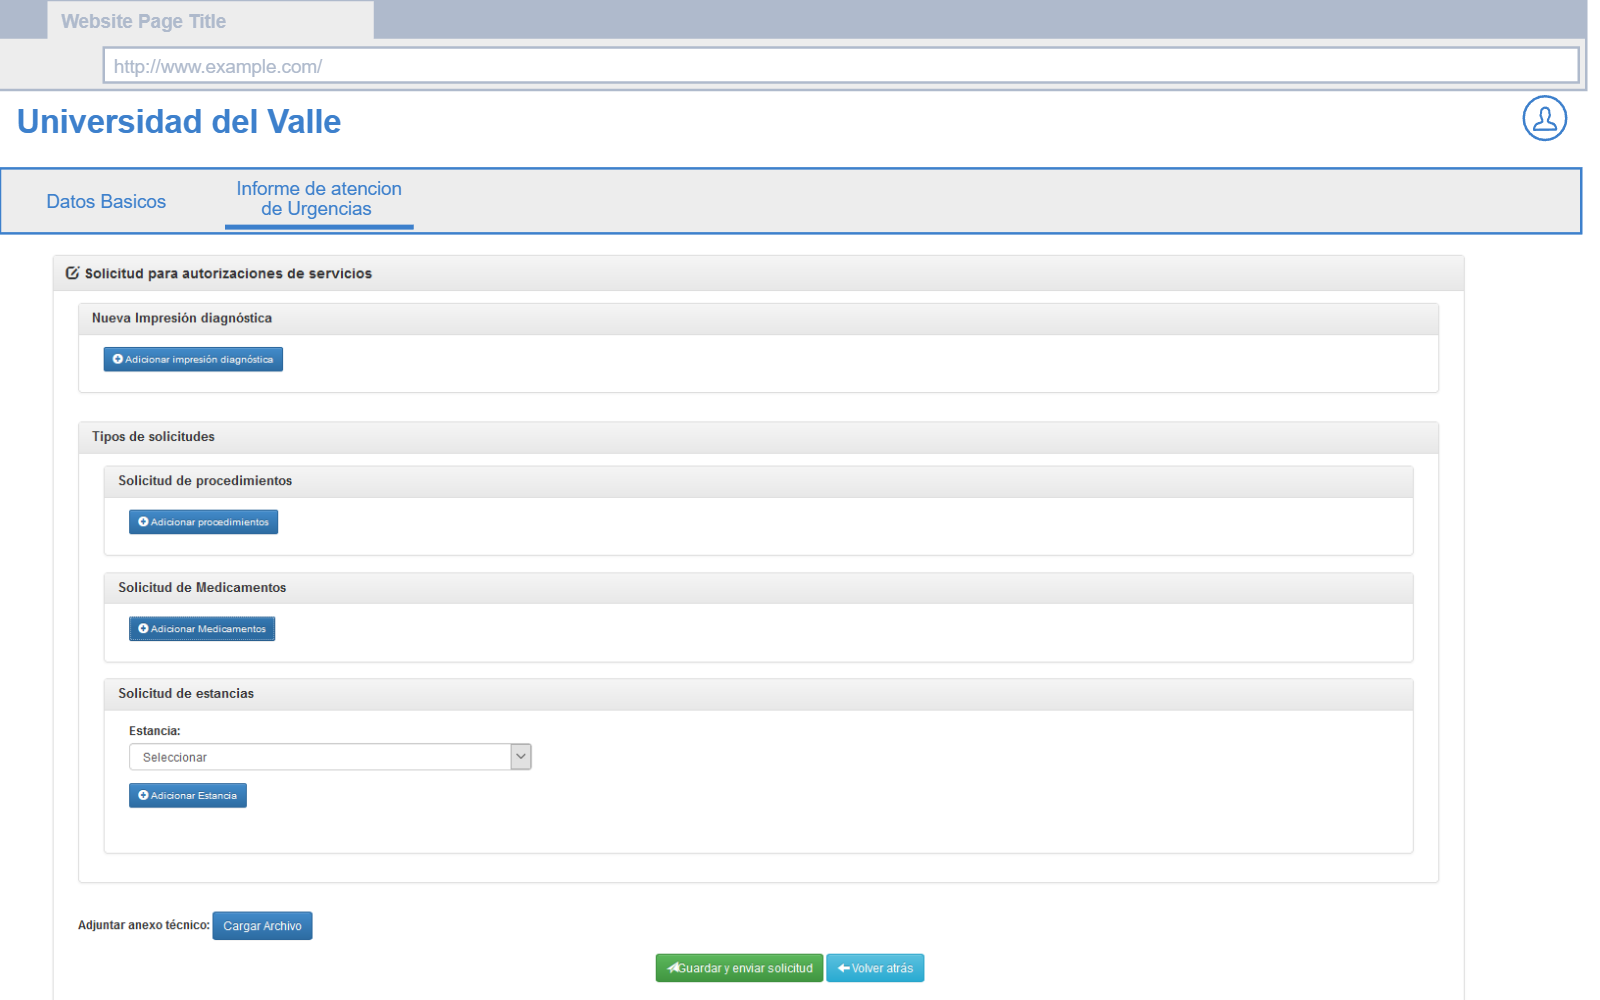 Website Page Title
http://www.example.com/
Universidad del Valle
Datos Basicos
Informe de atencion
de Urgencias
Solicitud para autorizaciones de servicios
Nueva Impresión diagnóstica
Adicionar impresión diagnóstica
Tipos de solicitudes
Solicitud de procedimientos
Adicionar procedimientos
Solicitud de Medicamentos
Adicionar Medicamentos
Solicitud de estancias
Estancia:
Seleccionar
Adicionar Estancia
Adjuntar anexo técnico: Cargar Archivo
Guardar y enviar solicitud Volver atrás